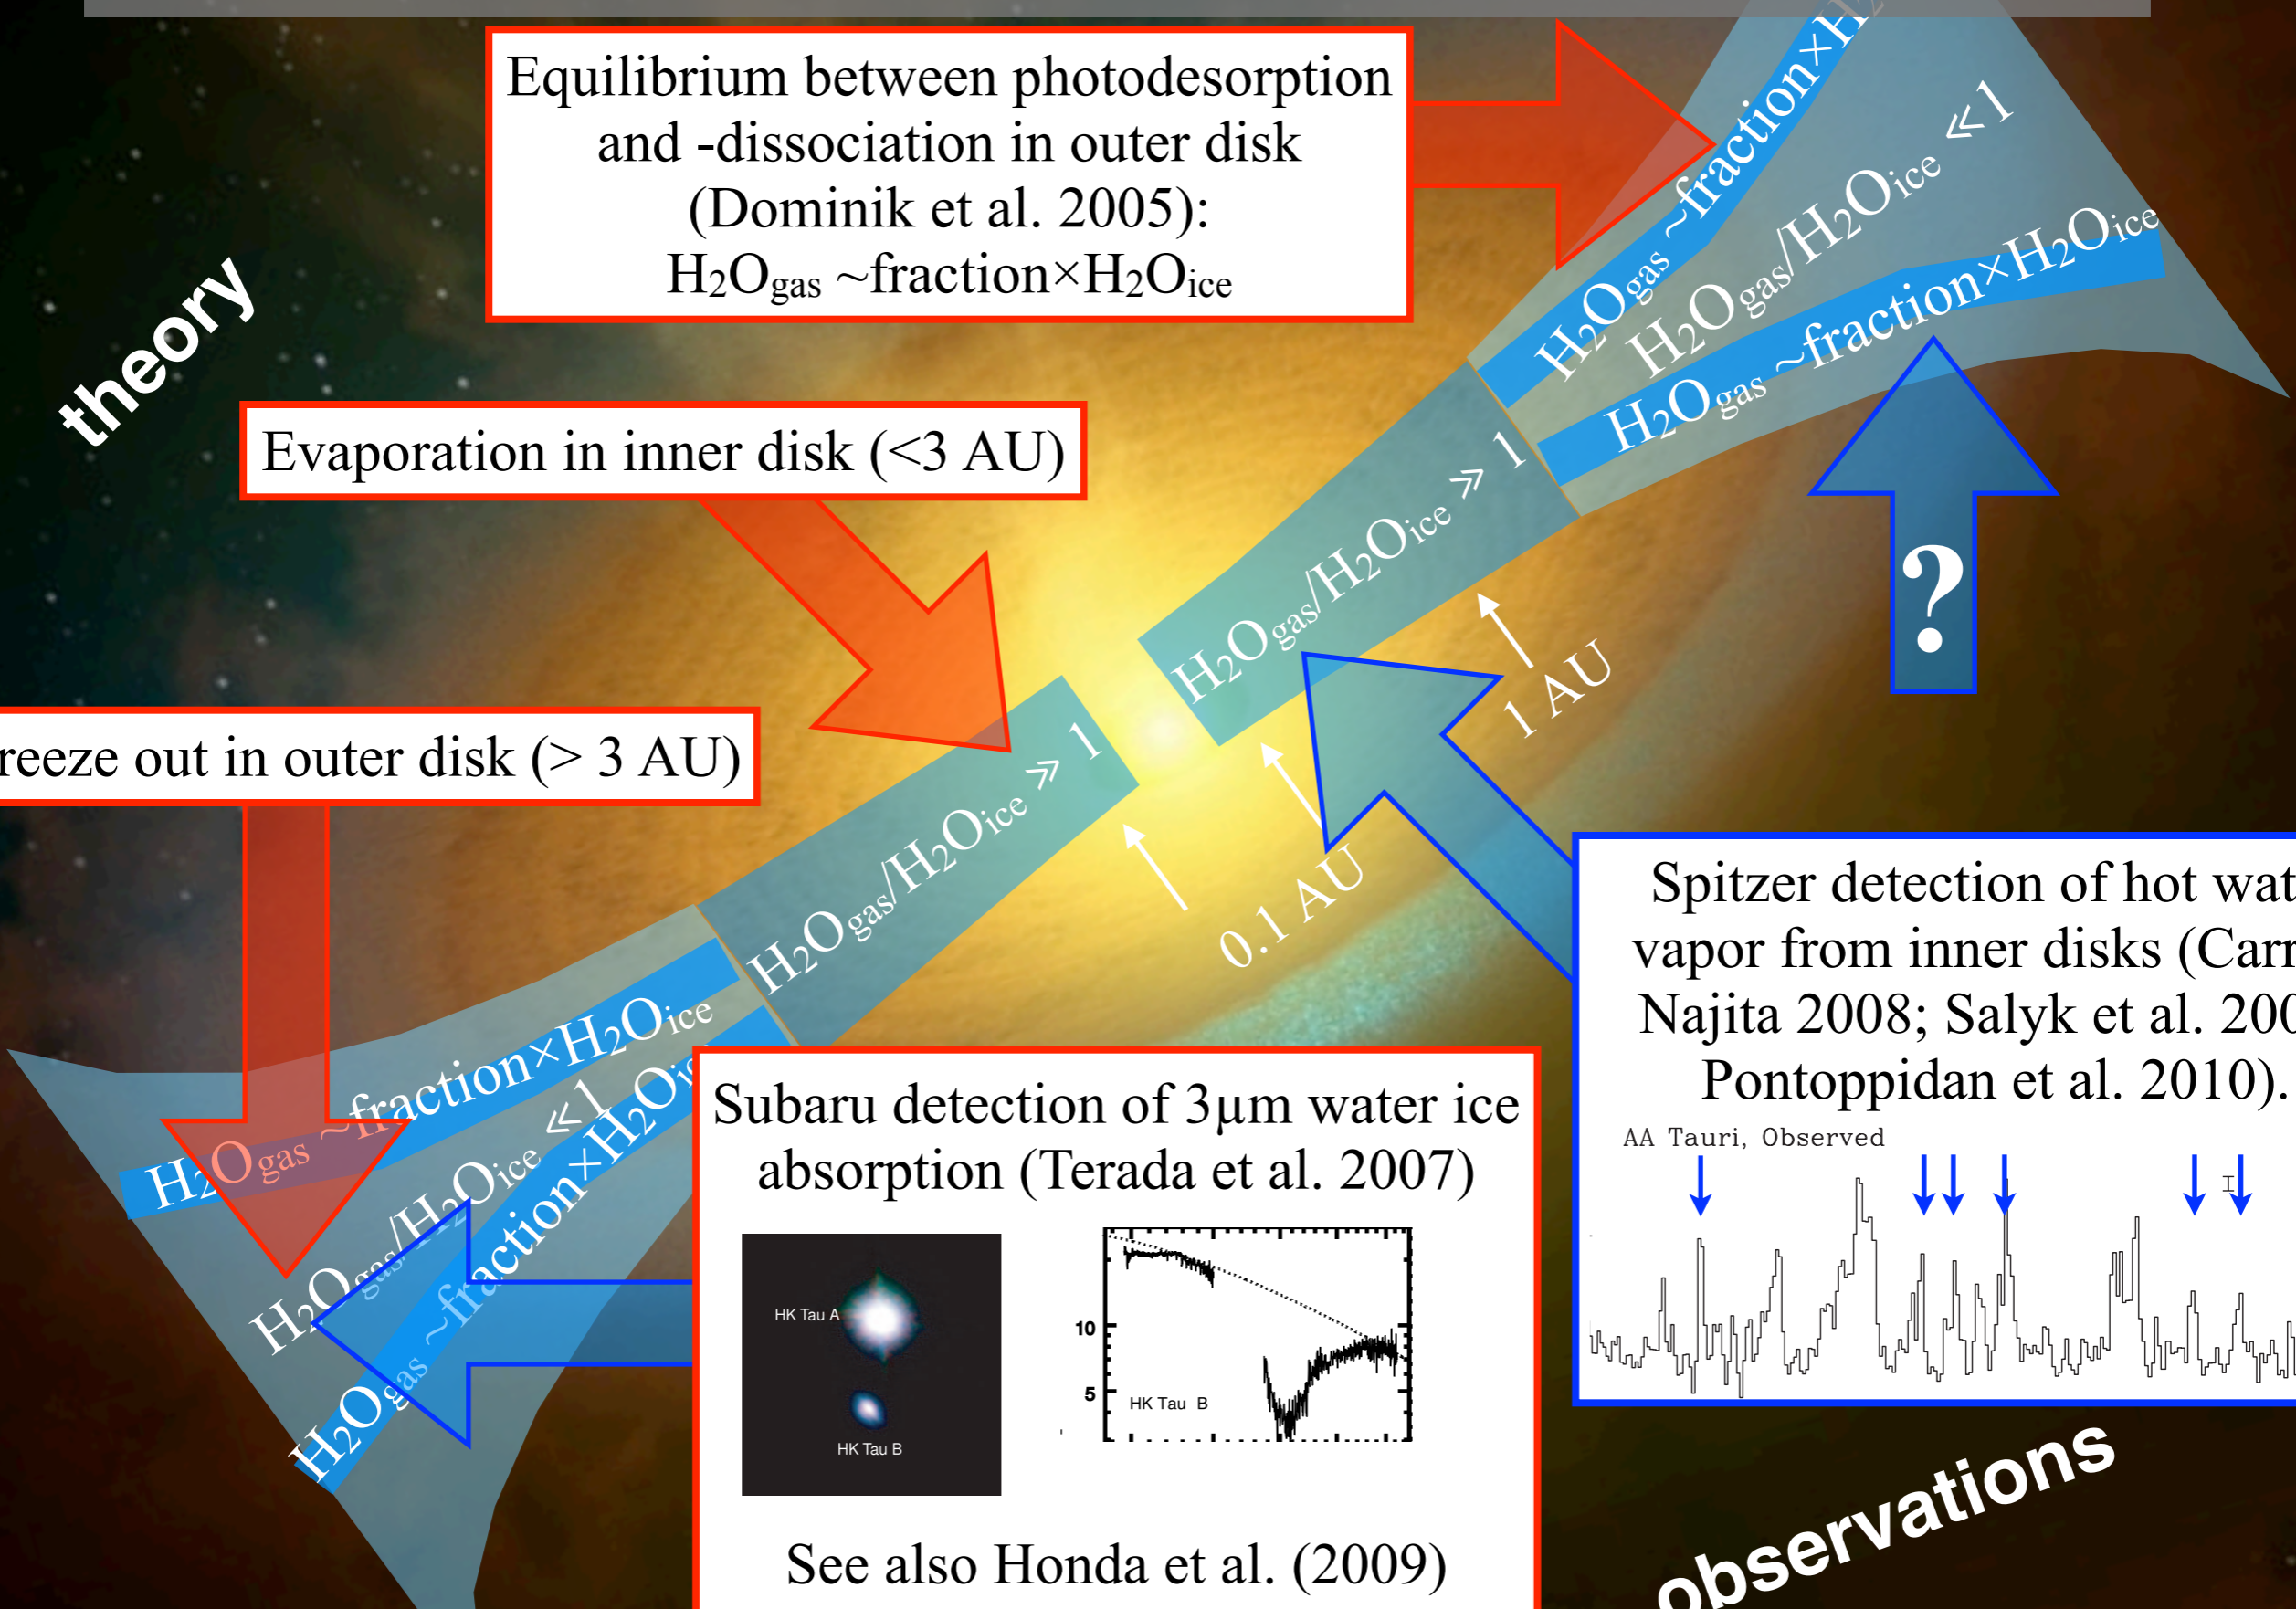 Equilibrium between photodesorption
and -dissociation in outer disk
(Dominik et al. 2005):
H₂Ogas ~fraction×H₂Oice
theory
Evaporation in inner disk (<3 AU)
reeze out in outer disk (> 3 AU)
H₂Ogas ~fraction×H₂
H₂Ogas/H₂Oice ≪ 1
H₂Ogas ~fraction×H₂Oice
?
H₂Ogas/H₂Oice ≫ 1
1 AU
H₂Ogas/H₂Oice ≫ 1
0.1 AU
H₂Ogas ~fraction×H₂Oice
H₂Ogas/H₂Oice ≪ 1
H₂Ogas ~fraction×H₂Oic
Subaru detection of 3µm water ice
absorption (Terada et al. 2007)
HK Tau A
HK Tau B
10
5
HK Tau B
See also Honda et al. (2009)
Spitzer detection of hot wat
vapor from inner disks (Carr
Najita 2008; Salyk et al. 200
Pontoppidan et al. 2010).
AA Tauri, Observed
observations